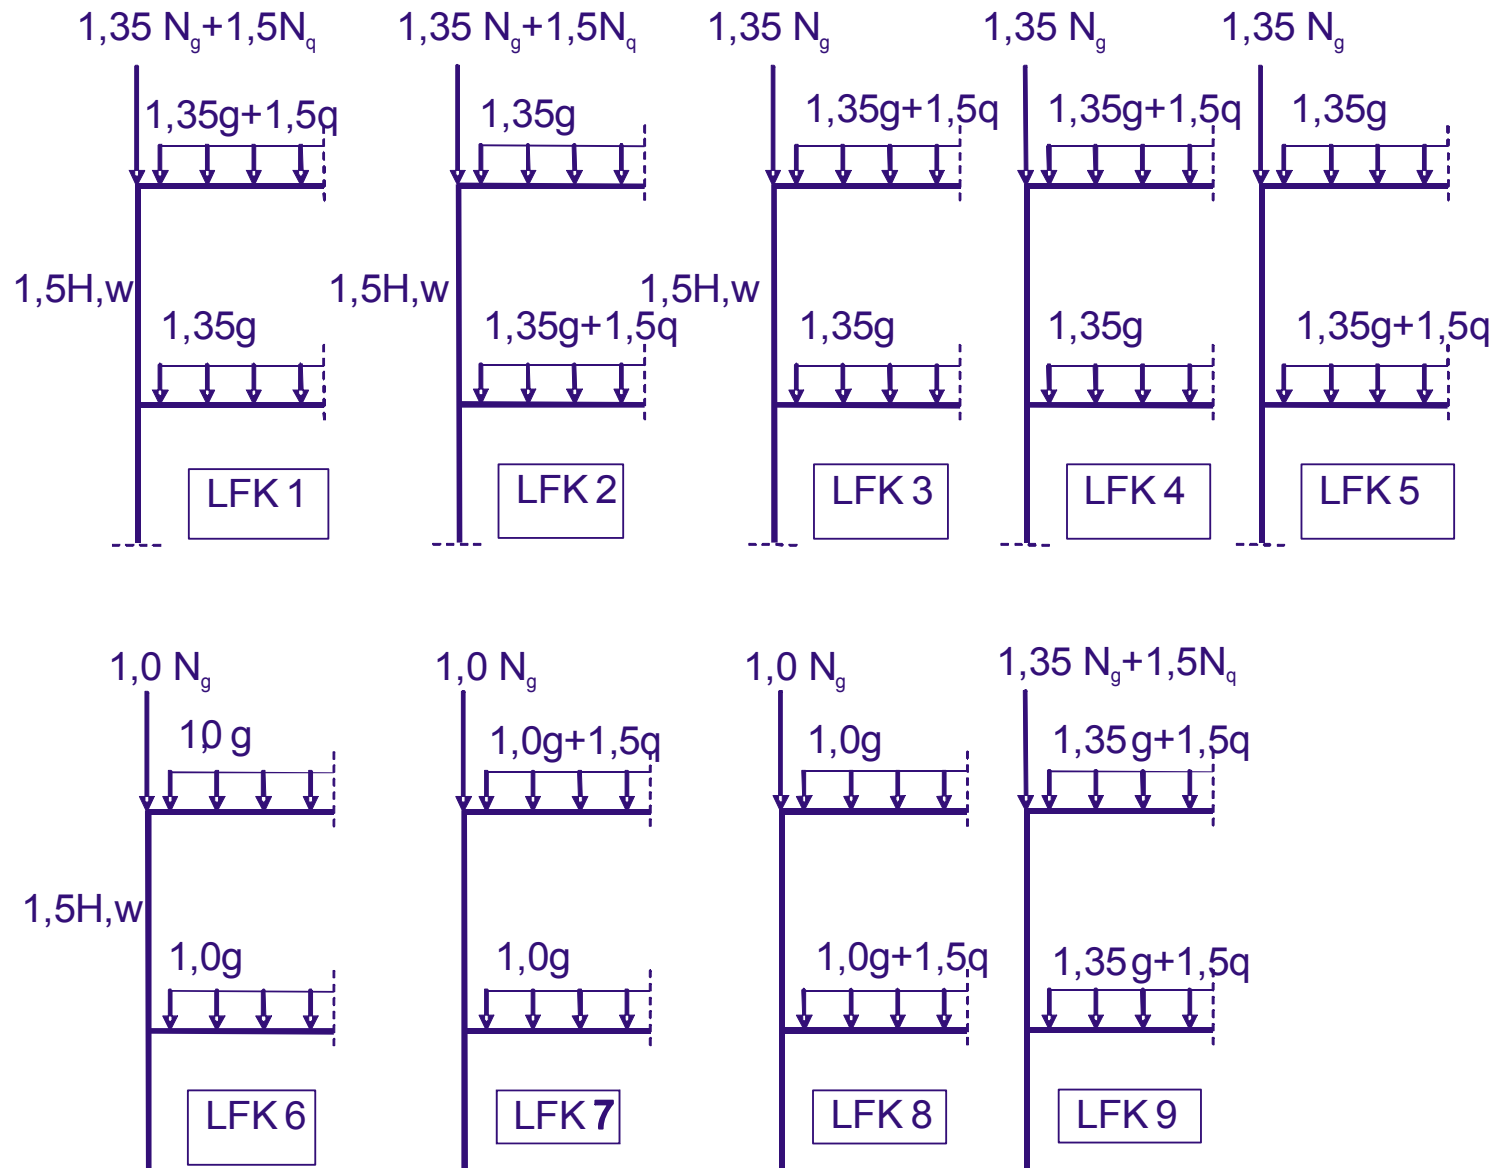 1,35 Ng+1,5Nq 1,35 Ng+1,5Nq 1,35 Ng 1,35 Ng 1,35 Ng
1,35g+1,5q 1,35g 1,35g+1,5q 1,35g+1,5q 1,35g
1,5H,w 1,5H,w 1,5H,w
1,35g 1,35g+1,5q 1,35g 1,35g 1,35g+1,5q
LFK 1 LFK 2 LFK 3 LFK 4 LFK 5
1,0 Ng 1,0 Ng 1,0 Ng 1,35 Ng+1,5Nq
1,0 g 1,0g+1,5q 1,0g 1,35g+1,5q
1,5H,w
1,0g 1,0g 1,0g+1,5q 1,35g+1,5q
LFK 6 LFK 7 LFK 8 LFK 9